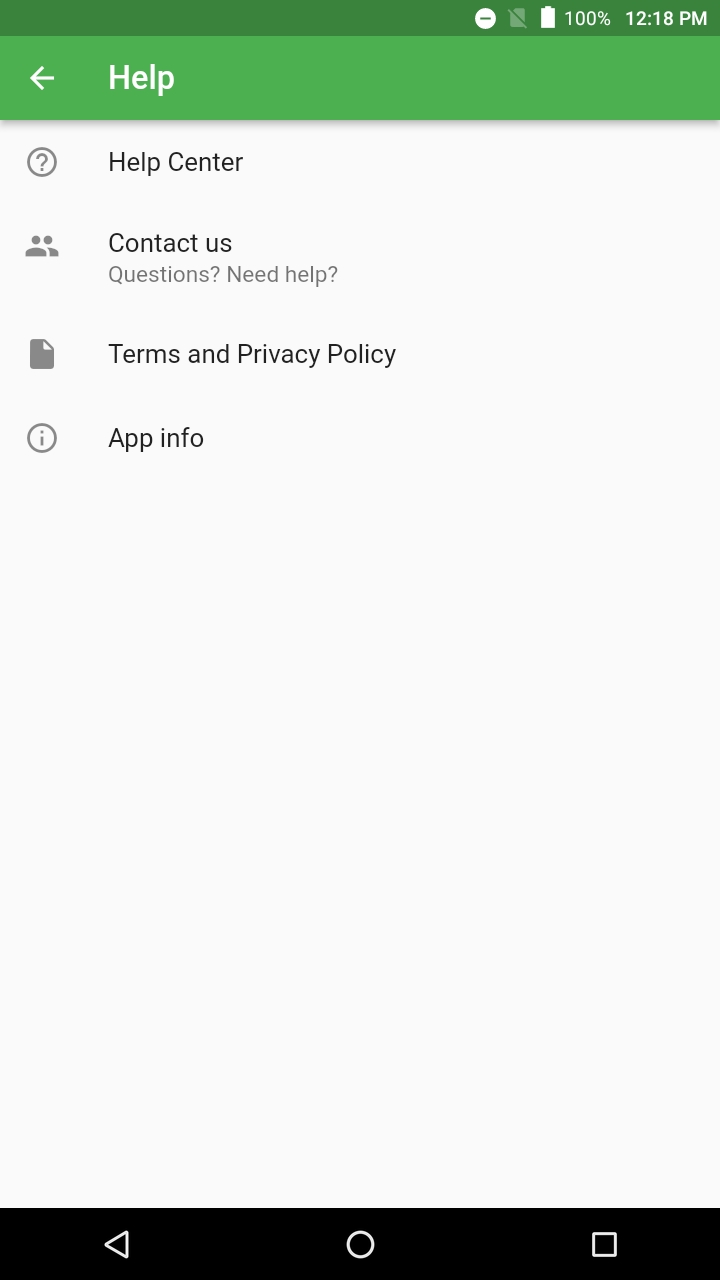 100% 12:18 PM
Help
Help Center
Contact us
Questions? Need help?
Terms and Privacy Policy
App info